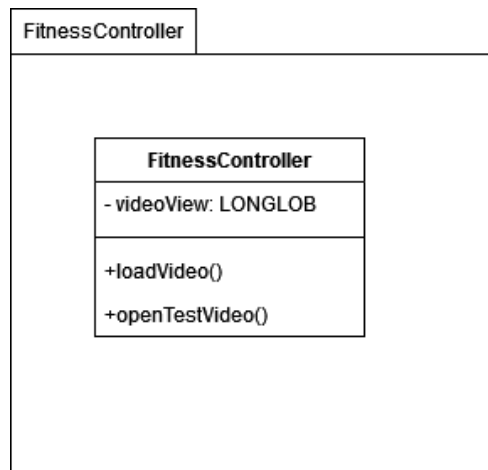 FitnessController
FitnessController
- videoView: LONGLOB
+loadVideo()
+openTestVideo()